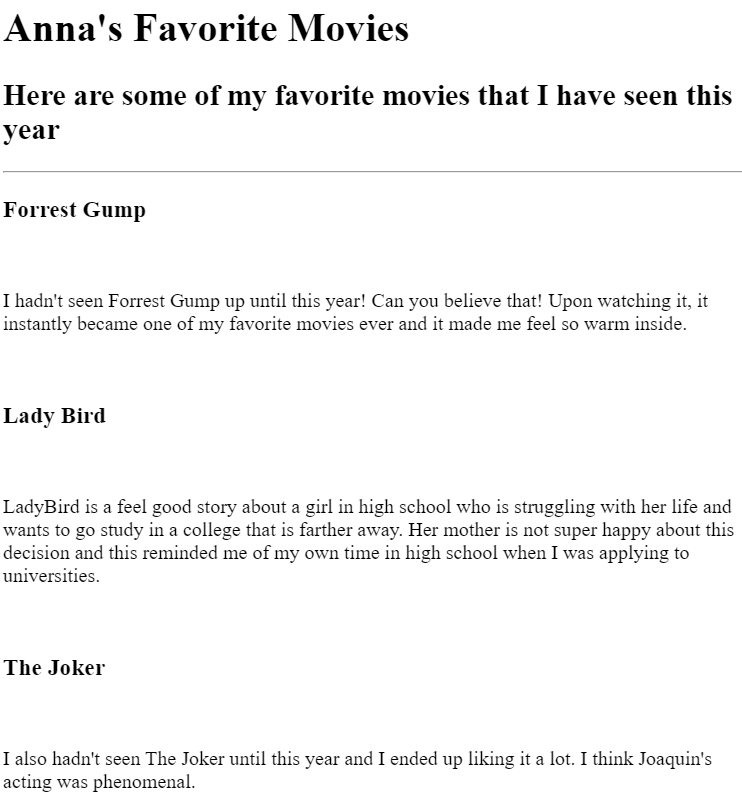 Anna's Favorite Movies
Here are some of my favorite movies that I have seen this
year
Forrest Gump
I hadn't seen Forrest Gump up until this year! Can you believe that! Upon watching it, it
instantly became one of my favorite movies ever and it made me feel so warm inside.
Lady Bird
LadyBird is a feel good story about a girl in high school who is struggling with her life and
wants to go study in a college that is farther away. Her mother is not super happy about this
decision and this reminded me of my own time in high school when I was applying to
universities.
The Joker
I also hadn't seen The Joker until this year and I ended up liking it a lot. I think Joaquin's
acting was phenomenal.